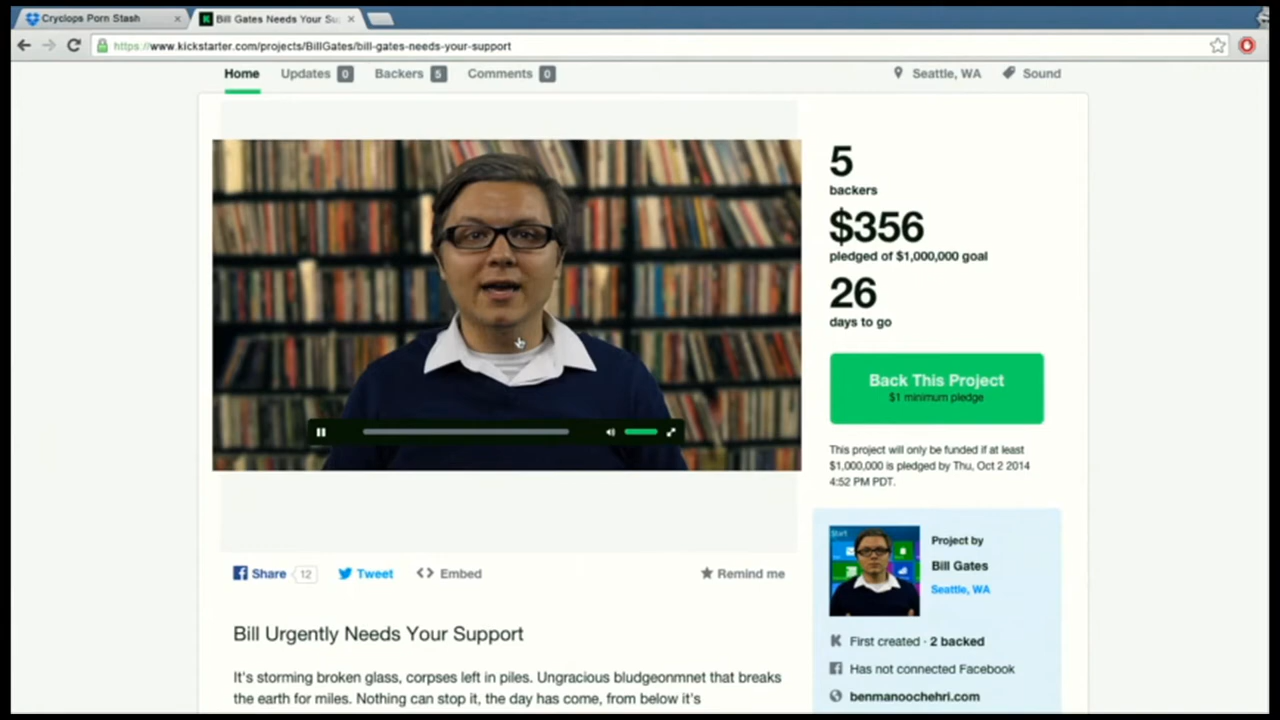 Cryclops Porn Stash
Bill Gates Needs Your Su
https://www.kickstarter.com/projects/BillGates/bill-gates-needs-your-support
Home Updates 0 Backers 5 Comments 0 Seattle, WA Sound
5
backers
$356
pledged of $1,000,000 goal
26
days to go
Back This Project
$1 minimum pledge
This project will only be funded if at least
$1,000,000 is pledged by Thu, Oct 2 2014
4:52 PM PDT.
Start
Project by
Bill Gates
Seattle, WA
K First created · 2 backed
Has not connected Facebook
benmanoochehri.com
Share 12 Tweet Embed Remind me
Bill Urgently Needs Your Support
It's storming broken glass, corpses left in piles. Ungracious bludgeonmnet that breaks
the earth for miles. Nothing can stop it, the day has come, from below it's